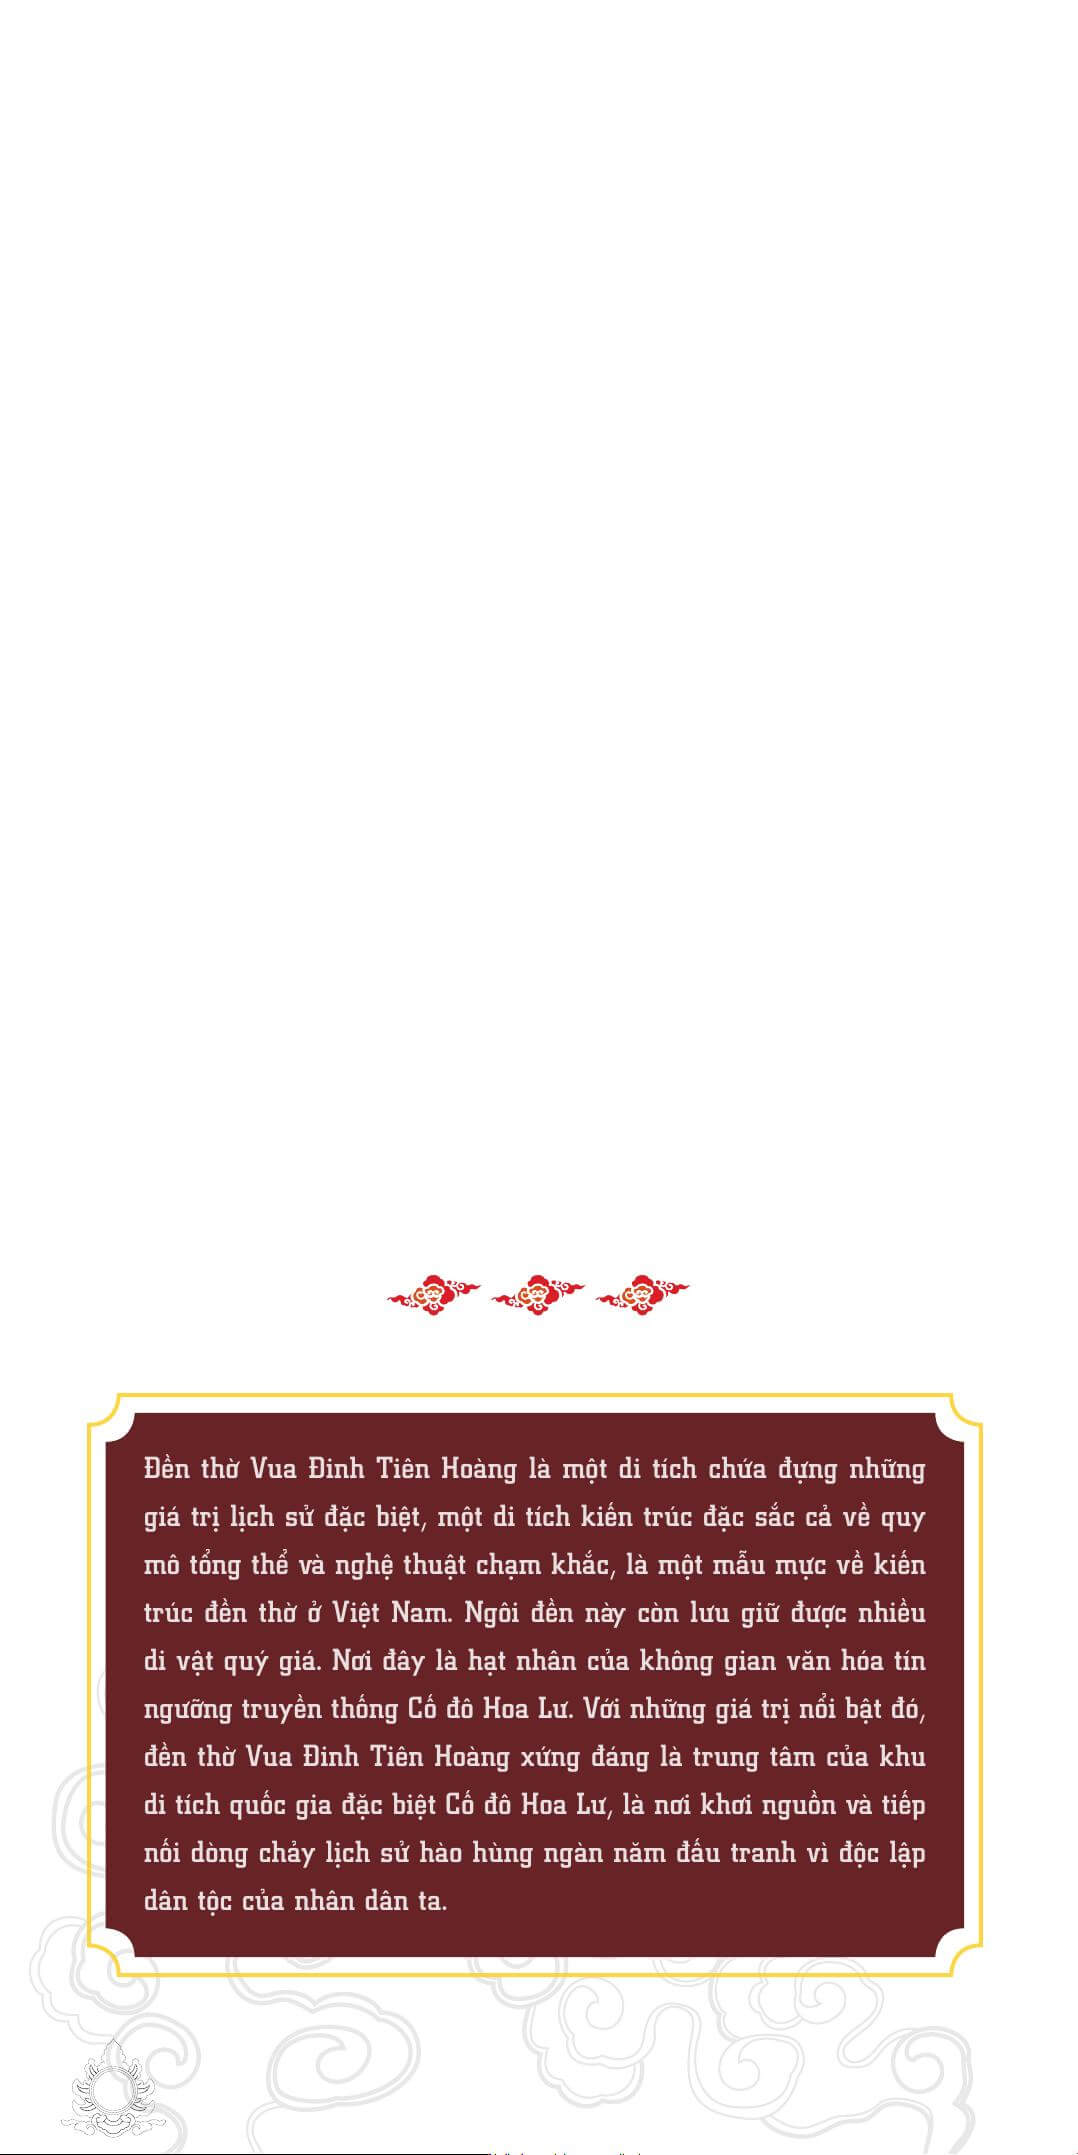 Đền thờ Vua Đinh Tiên Hoàng là một di tích chứa đựng những
giá trị lịch sử đặc biệt, một di tích kiến trúc đặc sắc cả về quy
mô tổng thể và nghệ thuật chạm khắc, là một mẫu mực về kiến
trúc đền thờ ở Việt Nam. Ngôi đền này còn lưu giữ được nhiều
di vật quý giá. Nơi đây là hạt nhân của không gian văn hóa tín
ngưỡng truyền thống Cố đô Hoa Lư. Với những giá trị nổi bật đó,
đền thờ Vua Đinh Tiên Hoàng xứng đáng là trung tâm của khu
di tích quốc gia đặc biệt Cố đô Hoa Lư, là nơi khơi nguồn và tiếp
nối dòng chảy lịch sử hào hùng ngàn năm đấu tranh vì độc lập
dân tộc của nhân dân ta.